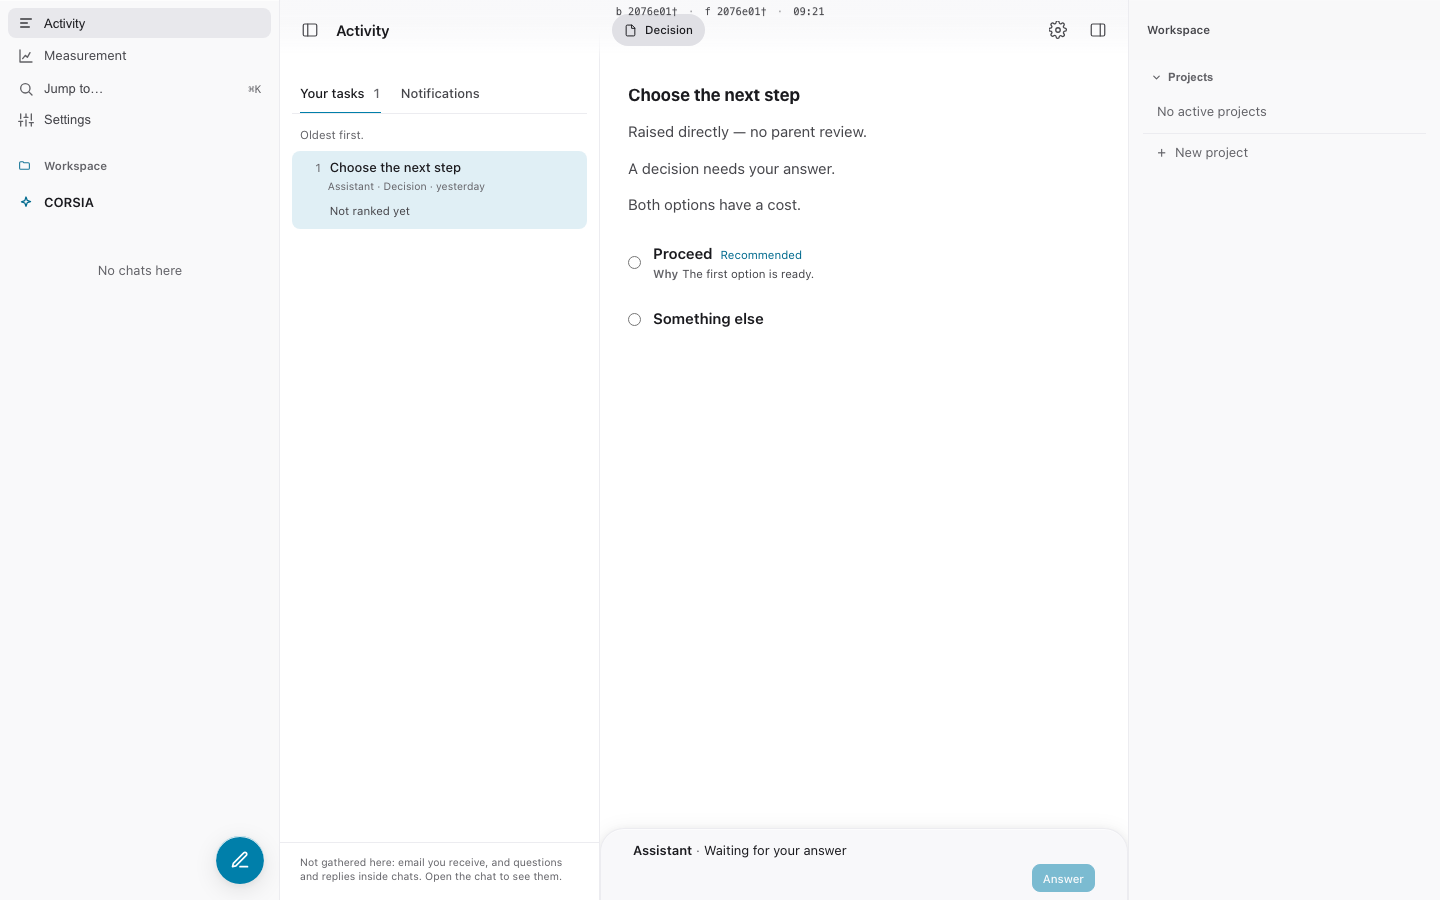 Activity
Measurement
Jump to…
⌘K
Settings
Workspace
CORSIA
No chats here
Activity
Your tasks 1
Notifications
Oldest first.
1 Choose the next step
Assistant · Decision · yesterday
Not ranked yet
Not gathered here: email you receive, and questions
and replies inside chats. Open the chat to see them.
b 2076e01† · f 2076e01† · 09:21
Decision
Choose the next step
Raised directly — no parent review.
A decision needs your answer.
Both options have a cost.
Proceed Recommended
Why The first option is ready.
Something else
Assistant · Waiting for your answer
Answer
Workspace
Projects
No active projects
+ New project